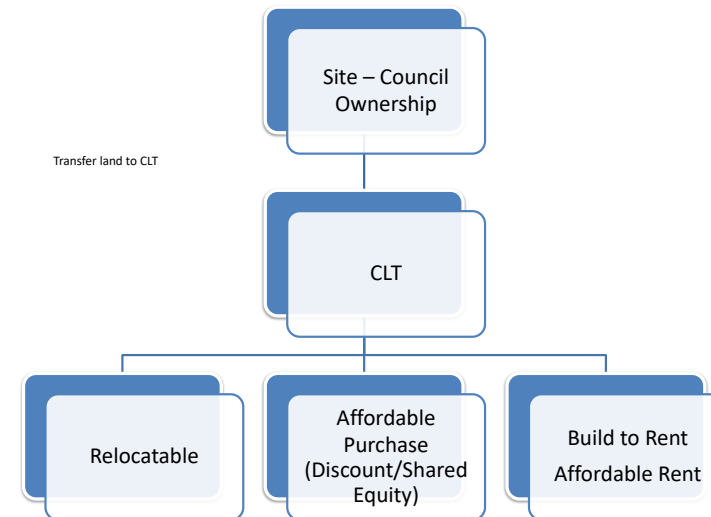 Site – Council
Ownership
Transfer land to CLT
CLT
Relocatable
Affordable
Purchase
(Discount/Shared
Equity)
Build to Rent
Affordable Rent